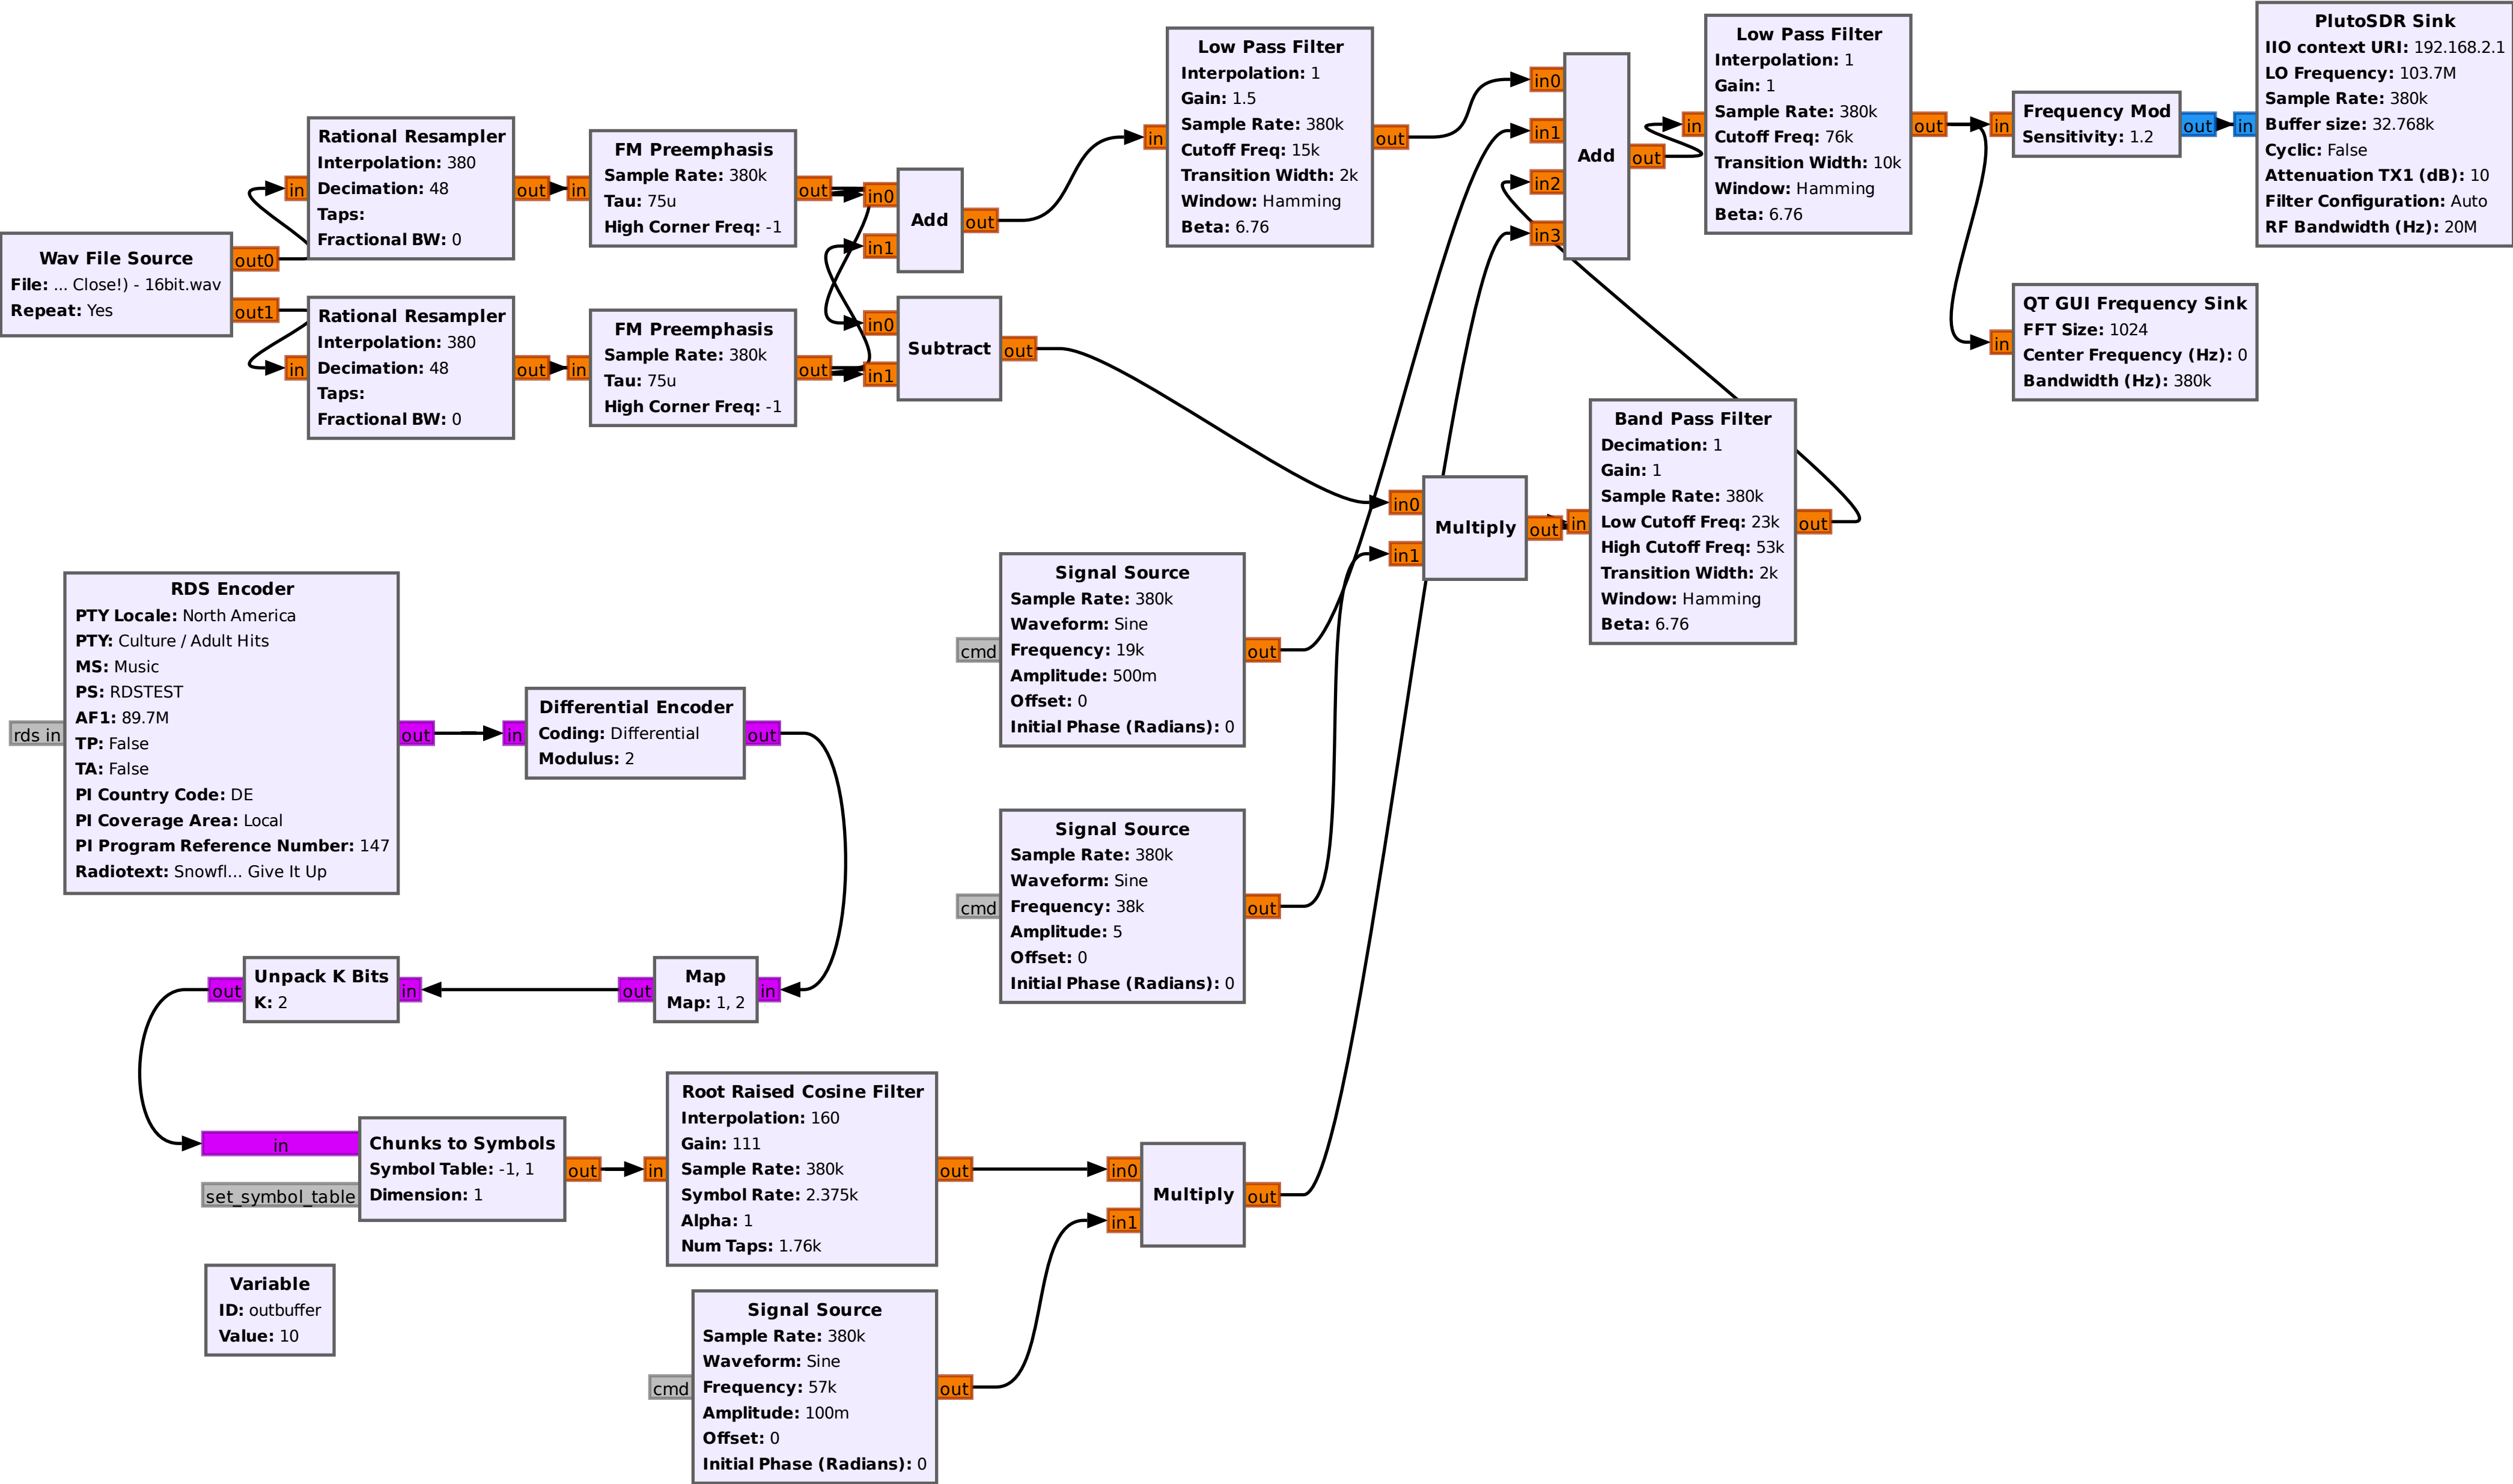 Wav File Source
File: ... Close!) - 16bit.wav
Repeat: Yes
out0
out1
in
Rational Resampler
Interpolation: 380
Decimation: 48
Taps:
Fractional BW: 0
out
in
Rational Resampler
Interpolation: 380
Decimation: 48
Taps:
Fractional BW: 0
out
in
FM Preemphasis
Sample Rate: 380k
Tau: 75u
High Corner Freq: -1
out
in
FM Preemphasis
Sample Rate: 380k
Tau: 75u
High Corner Freq: -1
out
in0
in1
Add
out
in0
in1
Subtract
out
in
Low Pass Filter
Interpolation: 1
Gain: 1.5
Sample Rate: 380k
Cutoff Freq: 15k
Transition Width: 2k
Window: Hamming
Beta: 6.76
out
in0
in1
in2
in3
Add
out
in
Low Pass Filter
Interpolation: 1
Gain: 1
Sample Rate: 380k
Cutoff Freq: 76k
Transition Width: 10k
Window: Hamming
Beta: 6.76
out
in
Frequency Mod
Sensitivity: 1.2
out
in
PlutoSDR Sink
IIO context URI: 192.168.2.1
LO Frequency: 103.7M
Sample Rate: 380k
Buffer size: 32.768k
Cyclic: False
Attenuation TX1 (dB): 10
Filter Configuration: Auto
RF Bandwidth (Hz): 20M
in
QT GUI Frequency Sink
FFT Size: 1024
Center Frequency (Hz): 0
Bandwidth (Hz): 380k
in0
in1
Multiply
out
in
Band Pass Filter
Decimation: 1
Gain: 1
Sample Rate: 380k
Low Cutoff Freq: 23k
High Cutoff Freq: 53k
Transition Width: 2k
Window: Hamming
Beta: 6.76
out
cmd
Signal Source
Sample Rate: 380k
Waveform: Sine
Frequency: 19k
Amplitude: 500m
Offset: 0
Initial Phase (Radians): 0
out
cmd
Signal Source
Sample Rate: 380k
Waveform: Sine
Frequency: 38k
Amplitude: 5
Offset: 0
Initial Phase (Radians): 0
out
rds in
RDS Encoder
PTY Locale: North America
PTY: Culture / Adult Hits
MS: Music
PS: RDSTEST
AF1: 89.7M
TP: False
TA: False
PI Country Code: DE
PI Coverage Area: Local
PI Program Reference Number: 147
Radiotext: Snowfl... Give It Up
out
in
Differential Encoder
Coding: Differential
Modulus: 2
out
out
Map
Map: 1, 2
in
out
Unpack K Bits
K: 2
in
in
set_symbol_table
Chunks to Symbols
Symbol Table: -1, 1
Dimension: 1
out
in
Root Raised Cosine Filter
Interpolation: 160
Gain: 111
Sample Rate: 380k
Symbol Rate: 2.375k
Alpha: 1
Num Taps: 1.76k
out
in0
in1
Multiply
out
Variable
ID: outbuffer
Value: 10
cmd
Signal Source
Sample Rate: 380k
Waveform: Sine
Frequency: 57k
Amplitude: 100m
Offset: 0
Initial Phase (Radians): 0
out